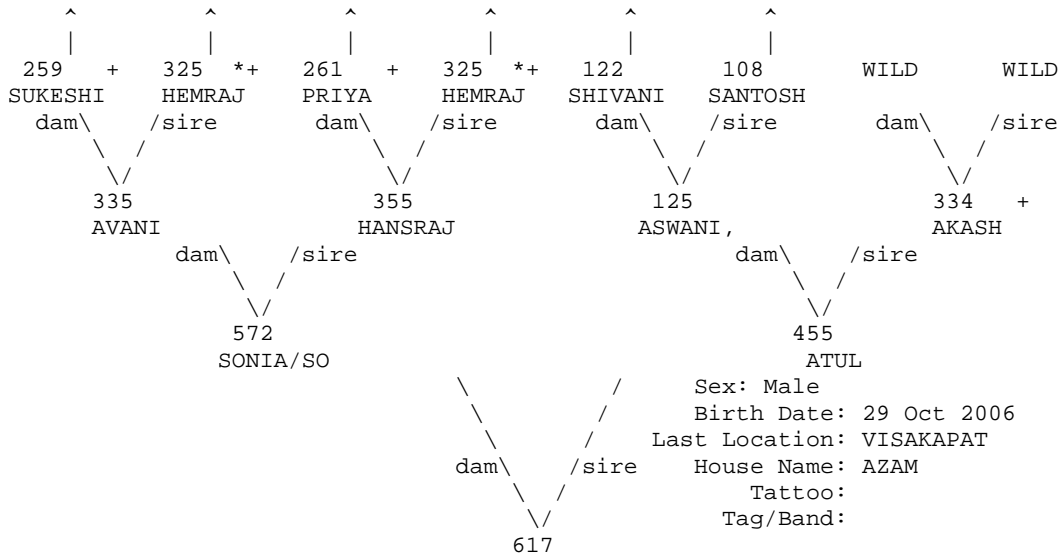 ^ ^ ^ ^ ^ ^
| | | | | |
259 + 325 *+ 261 + 325 *+ 122 108 WILD WILD
SUKESHI HEMRAJ PRIYA HEMRAJ SHIVANI SANTOSH
dam\ /sire dam\ /sire dam\ /sire dam\ /sire
\ / \ / \ / \ /
\/ \/ \/ \/
335 355 125 334 +
AVANI HANSRAJ ASWANI, AKASH
dam\ /sire dam\ /sire
\ / \ /
\/ \/
572 455
SONIA/SO ATUL
\ / Sex: Male
\ / Birth Date: 29 Oct 2006
\ / Last Location: VISAKAPAT
dam\ /sire House Name: AZAM
\ / Tattoo:
\/ Tag/Band:
617